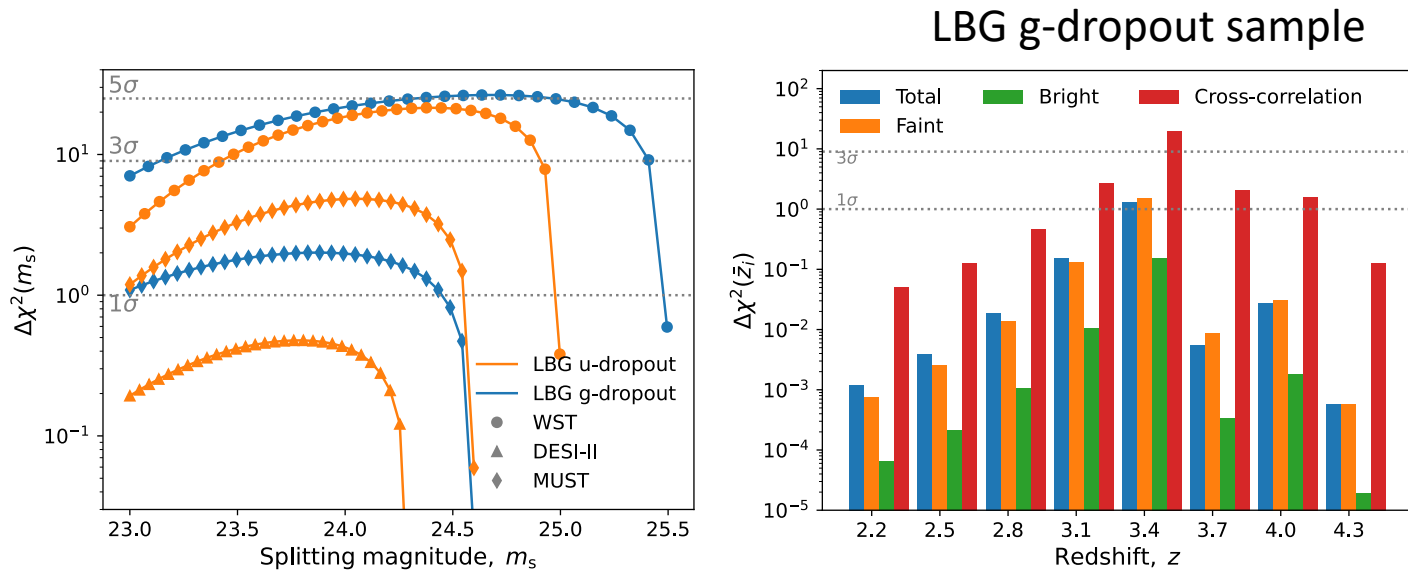 LBG g-dropout sample
Δχ²(mₛ)
10¹
10⁰
10⁻¹
5σ
3σ
1σ
LBG u-dropout
LBG g-dropout
WST
DESI-II
MUST
23.0 23.5 24.0 24.5 25.0 25.5
Splitting magnitude, mₛ
Δχ²(z̄ᵢ)
10²
10¹
10⁰
10⁻¹
10⁻²
10⁻³
10⁻⁴
10⁻⁵
Total Bright Cross-correlation
Faint
3σ
1σ
2.2 2.5 2.8 3.1 3.4 3.7 4.0 4.3
Redshift, z